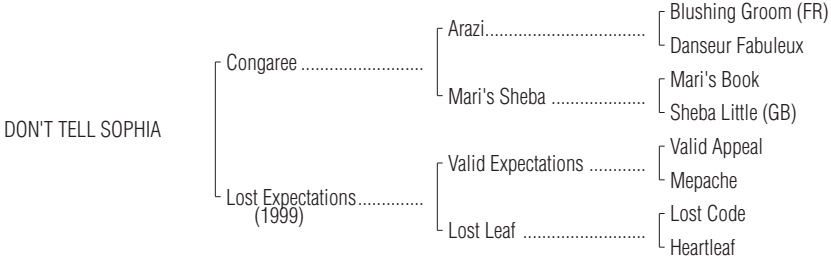 Blushing Groom (FR)
Arazi..................................
Danseur Fabuleux
Congaree ..........................
Mari's Book
Mari's Sheba ....................
Sheba Little (GB)
DON'T TELL SOPHIA
Valid Appeal
Valid Expectations ............
Mepache
Lost Expectations..............
(1999)
Lost Code
Lost Leaf ..........................
Heartleaf